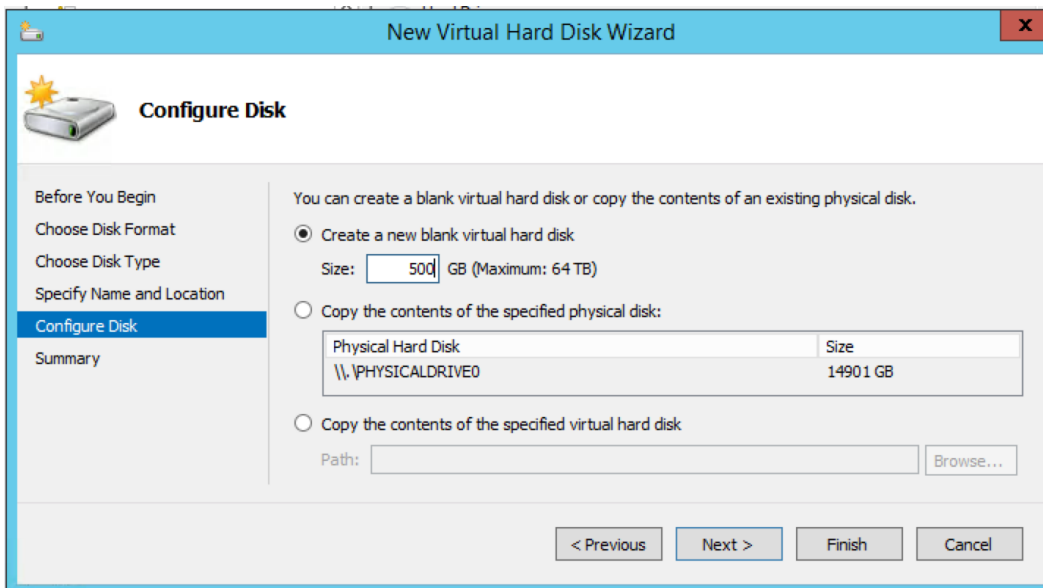 New Virtual Hard Disk Wizard
x
Configure Disk
Before You Begin
Choose Disk Format
Choose Disk Type
Specify Name and Location
Configure Disk
Summary
You can create a blank virtual hard disk or copy the contents of an existing physical disk.
Create a new blank virtual hard disk
Size: 500 GB (Maximum: 64 TB)
Copy the contents of the specified physical disk:
Physical Hard Disk Size
\\.\PHYSICALDRIVE0 14901 GB
Copy the contents of the specified virtual hard disk
Path: Browse...
< Previous Next > Finish Cancel